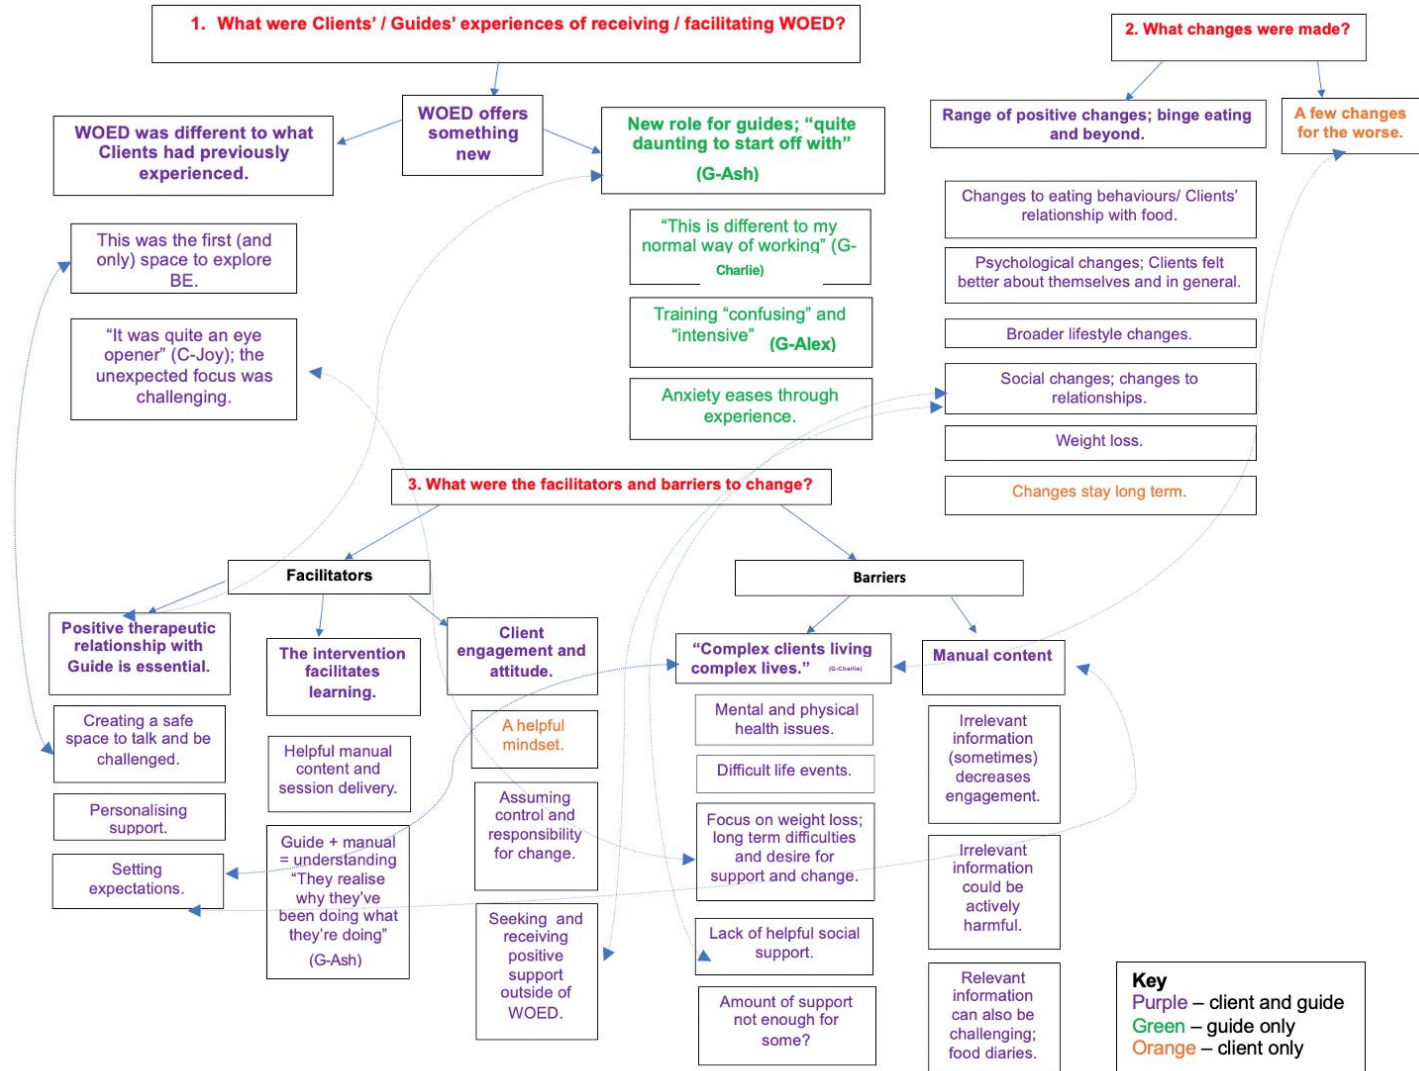 1. What were Clients’ / Guides’ experiences of receiving / facilitating WOED?
2. What changes were made?
WOED was different to what
Clients had previously
experienced.
WOED offers
something
new
New role for guides; “quite
daunting to start off with”
(G-Ash)
Range of positive changes; binge eating
and beyond.
A few changes
for the worse.
This was the first (and
only) space to explore
BE.
“It was quite an eye
opener” (C-Joy); the
unexpected focus was
challenging.
“This is different to my
normal way of working” (G-
Charlie)
Training “confusing” and
“intensive” (G-Alex)
Anxiety eases through
experience.
Changes to eating behaviours/ Clients’
relationship with food.
Psychological changes; Clients felt
better about themselves and in general.
Broader lifestyle changes.
Social changes; changes to
relationships.
Weight loss.
Changes stay long term.
3. What were the facilitators and barriers to change?
Facilitators
Barriers
Positive therapeutic
relationship with
Guide is essential.
Creating a safe
space to talk and be
challenged.
Personalising
support.
Setting
expectations.
The intervention
facilitates
learning.
Helpful manual
content and
session delivery.
Guide + manual
= understanding
“They realise
why they’ve
been doing what
they’re doing”
(G-Ash)
Client
engagement and
attitude.
A helpful
mindset.
Assuming
control and
responsibility
for change.
Seeking and
receiving
positive
support
outside of
WOED.
“Complex clients living
complex lives.” (G-Charlie)
Mental and physical
health issues.
Difficult life events.
Focus on weight loss;
long term difficulties
and desire for
support and change.
Lack of helpful social
support.
Amount of support
not enough for
some?
Manual content
Irrelevant
information
(sometimes)
decreases
engagement.
Irrelevant
information
could be
actively
harmful.
Relevant
information
can also be
challenging;
food diaries.
Key
Purple – client and guide
Green – guide only
Orange – client only